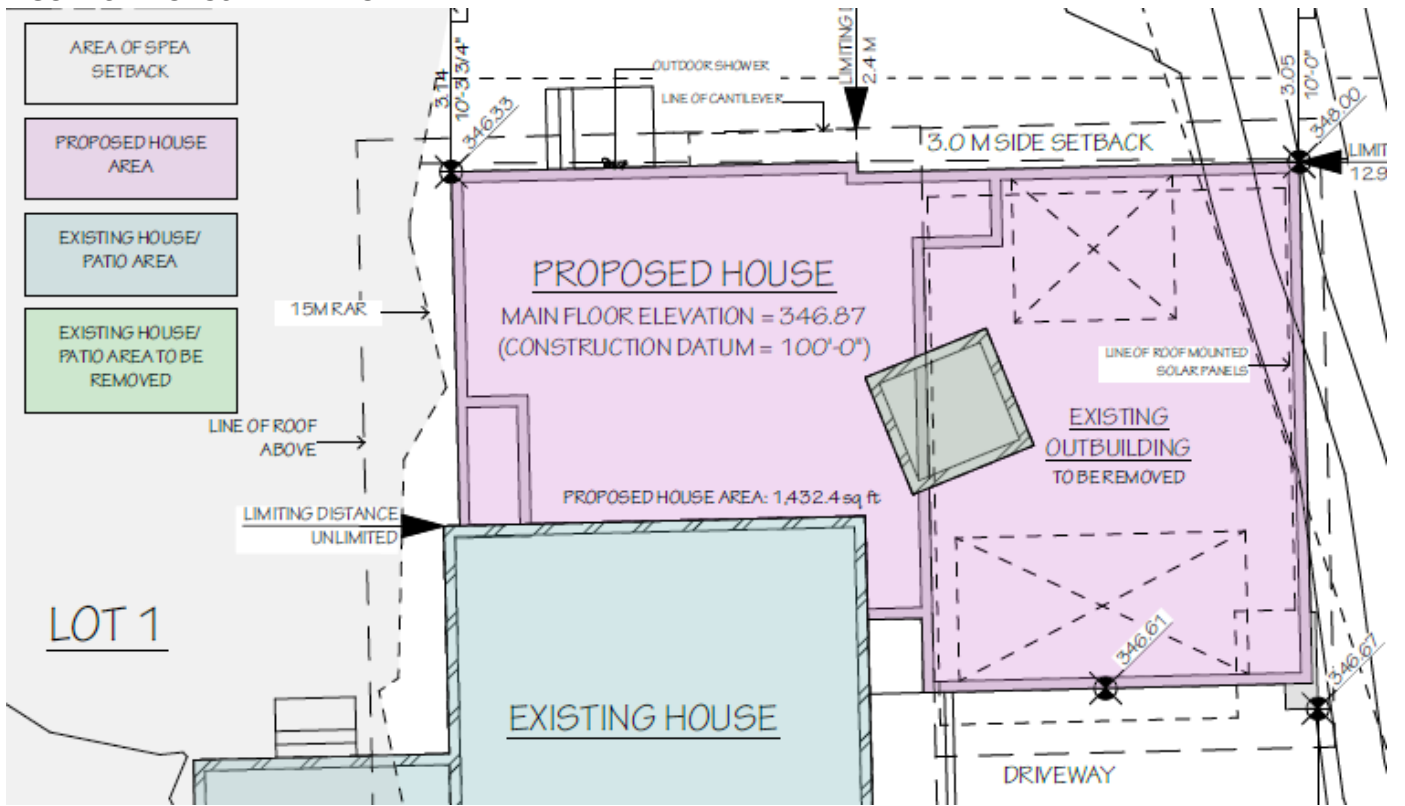 AREA OF SPEA
SETBACK
PROPOSED HOUSE
AREA
EXISTING HOUSE/
PATIO AREA
EXISTING HOUSE/
PATIO AREA TO BE
REMOVED
3.14
10'-3 3/4"
346.33
OUTDOOR SHOWER
LINE OF CANTILEVER
LIMITING
2.4 M
3.0 M SIDE SETBACK
3.05
10'-0"
348.00
12.9
15M RAR
LINE OF ROOF
ABOVE
LIMITING DISTANCE
UNLIMITED
LOT 1
PROPOSED HOUSE
MAIN FLOOR ELEVATION = 346.87
(CONSTRUCTION DATUM = 100'-0")
LINE OF ROOF MOUNTED
SOLAR PANELS
EXISTING
OUTBUILDING
TO BE REMOVED
PROPOSED HOUSE AREA: 1,432.4 sq ft
346.61
346.67
EXISTING HOUSE
DRIVEWAY